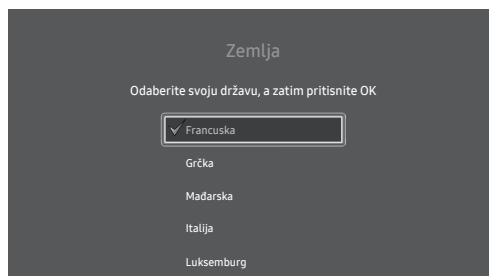 Zemlja
Odaberite svoju državu, a zatim pritisnite OK
Francuska
Grčka
Mađarska
Italija
Luksemburg